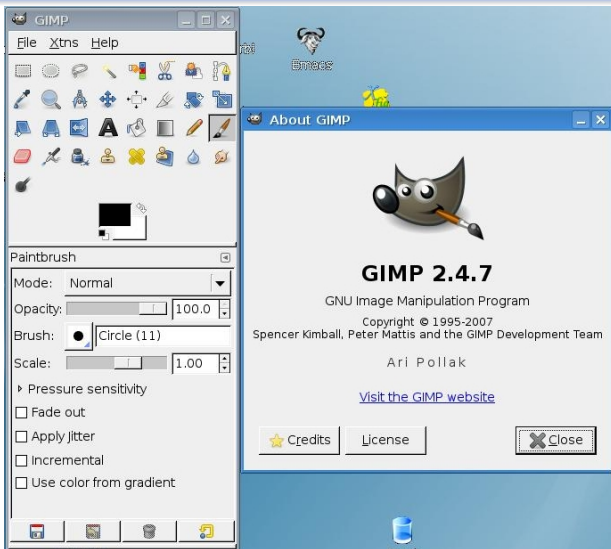 GIMP
File Xtns Help
Emacs
About GIMP
GIMP 2.4.7
GNU Image Manipulation Program
Copyright © 1995-2007
Spencer Kimball, Peter Mattis and the GIMP Development Team
Ari Pollak
Visit the GIMP website
Credits License Close
Paintbrush
Mode: Normal
Opacity: 100.0
Brush: Circle (11)
Scale: 1.00
Pressure sensitivity
Fade out
Apply Jitter
Incremental
Use color from gradient